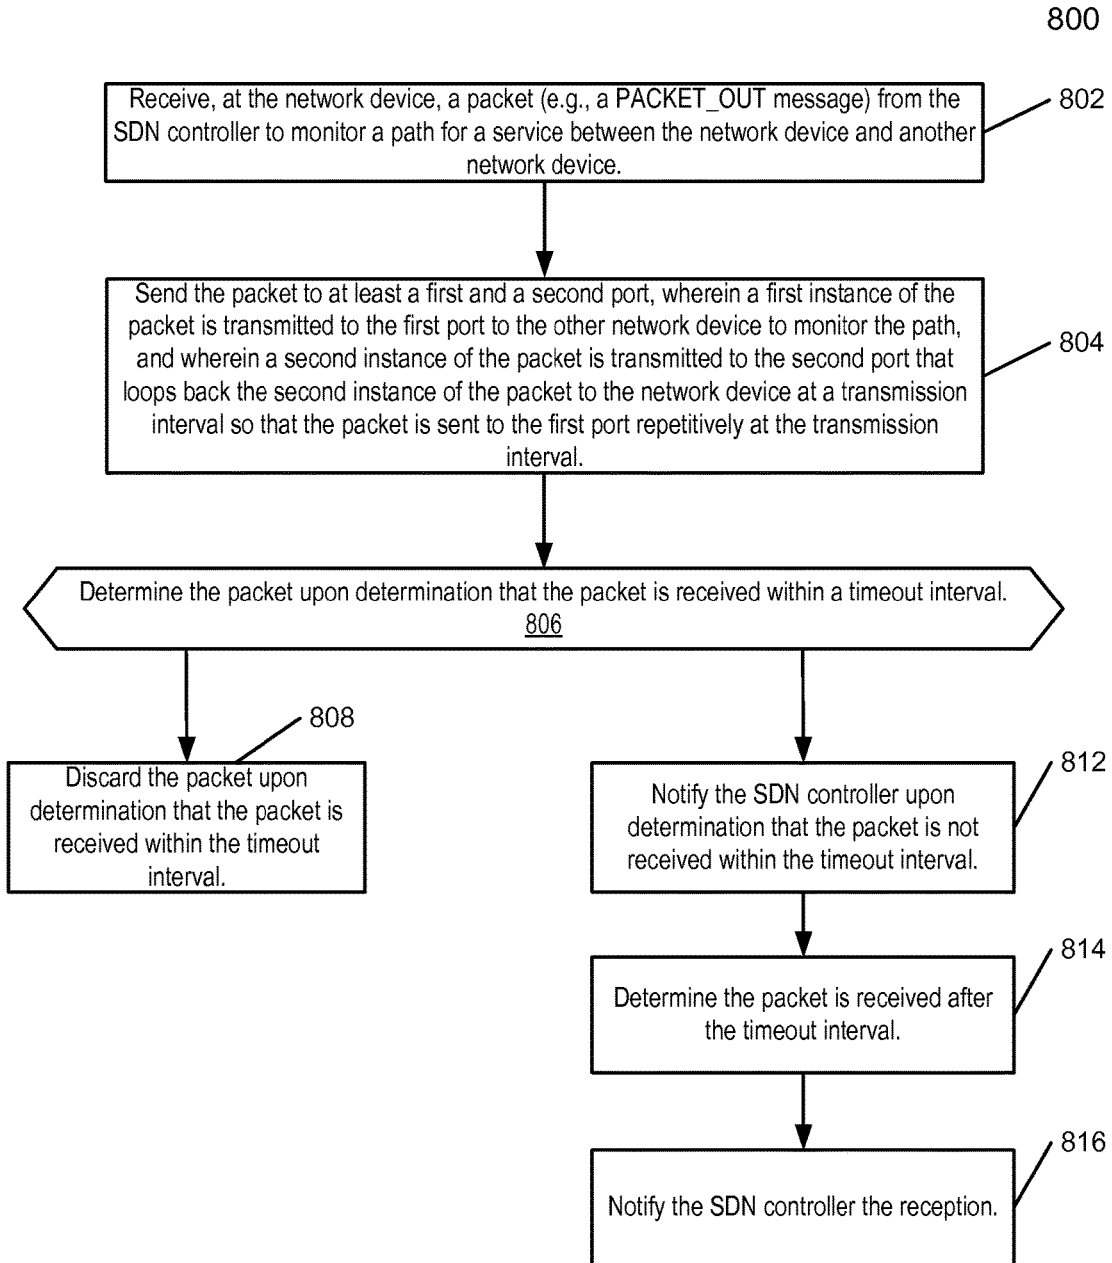 800
Receive, at the network device, a packet (e.g., a PACKET_OUT message) from the
SDN controller to monitor a path for a service between the network device and another
network device.
802
Send the packet to at least a first and a second port, wherein a first instance of the
packet is transmitted to the first port to the other network device to monitor the path,
and wherein a second instance of the packet is transmitted to the second port that
loops back the second instance of the packet to the network device at a transmission
interval so that the packet is sent to the first port repetitively at the transmission
interval.
804
Determine the packet upon determination that the packet is received within a timeout interval.
806
808
Discard the packet upon
determination that the packet is
received within the timeout
interval.
812
Notify the SDN controller upon
determination that the packet is not
received within the timeout interval.
814
Determine the packet is received after
the timeout interval.
816
Notify the SDN controller the reception.